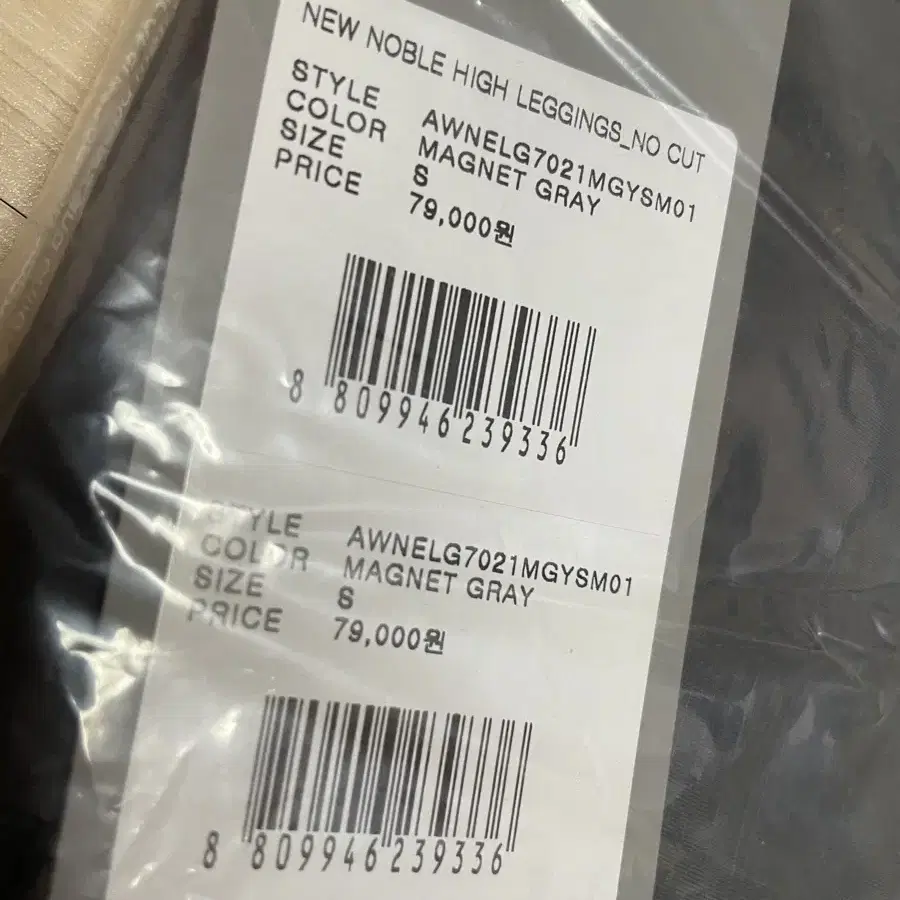 NEW NOBLE HIGH LEGGINGS_NO CUT
STYLE AWNELG7021MGYSM01
COLOR MAGNET GRAY
SIZE S
PRICE 79,000원
8 809946 239336
STYLE AWNELG7021MGYSM01
COLOR MAGNET GRAY
SIZE S
PRICE 79,000원
8 809946 239336